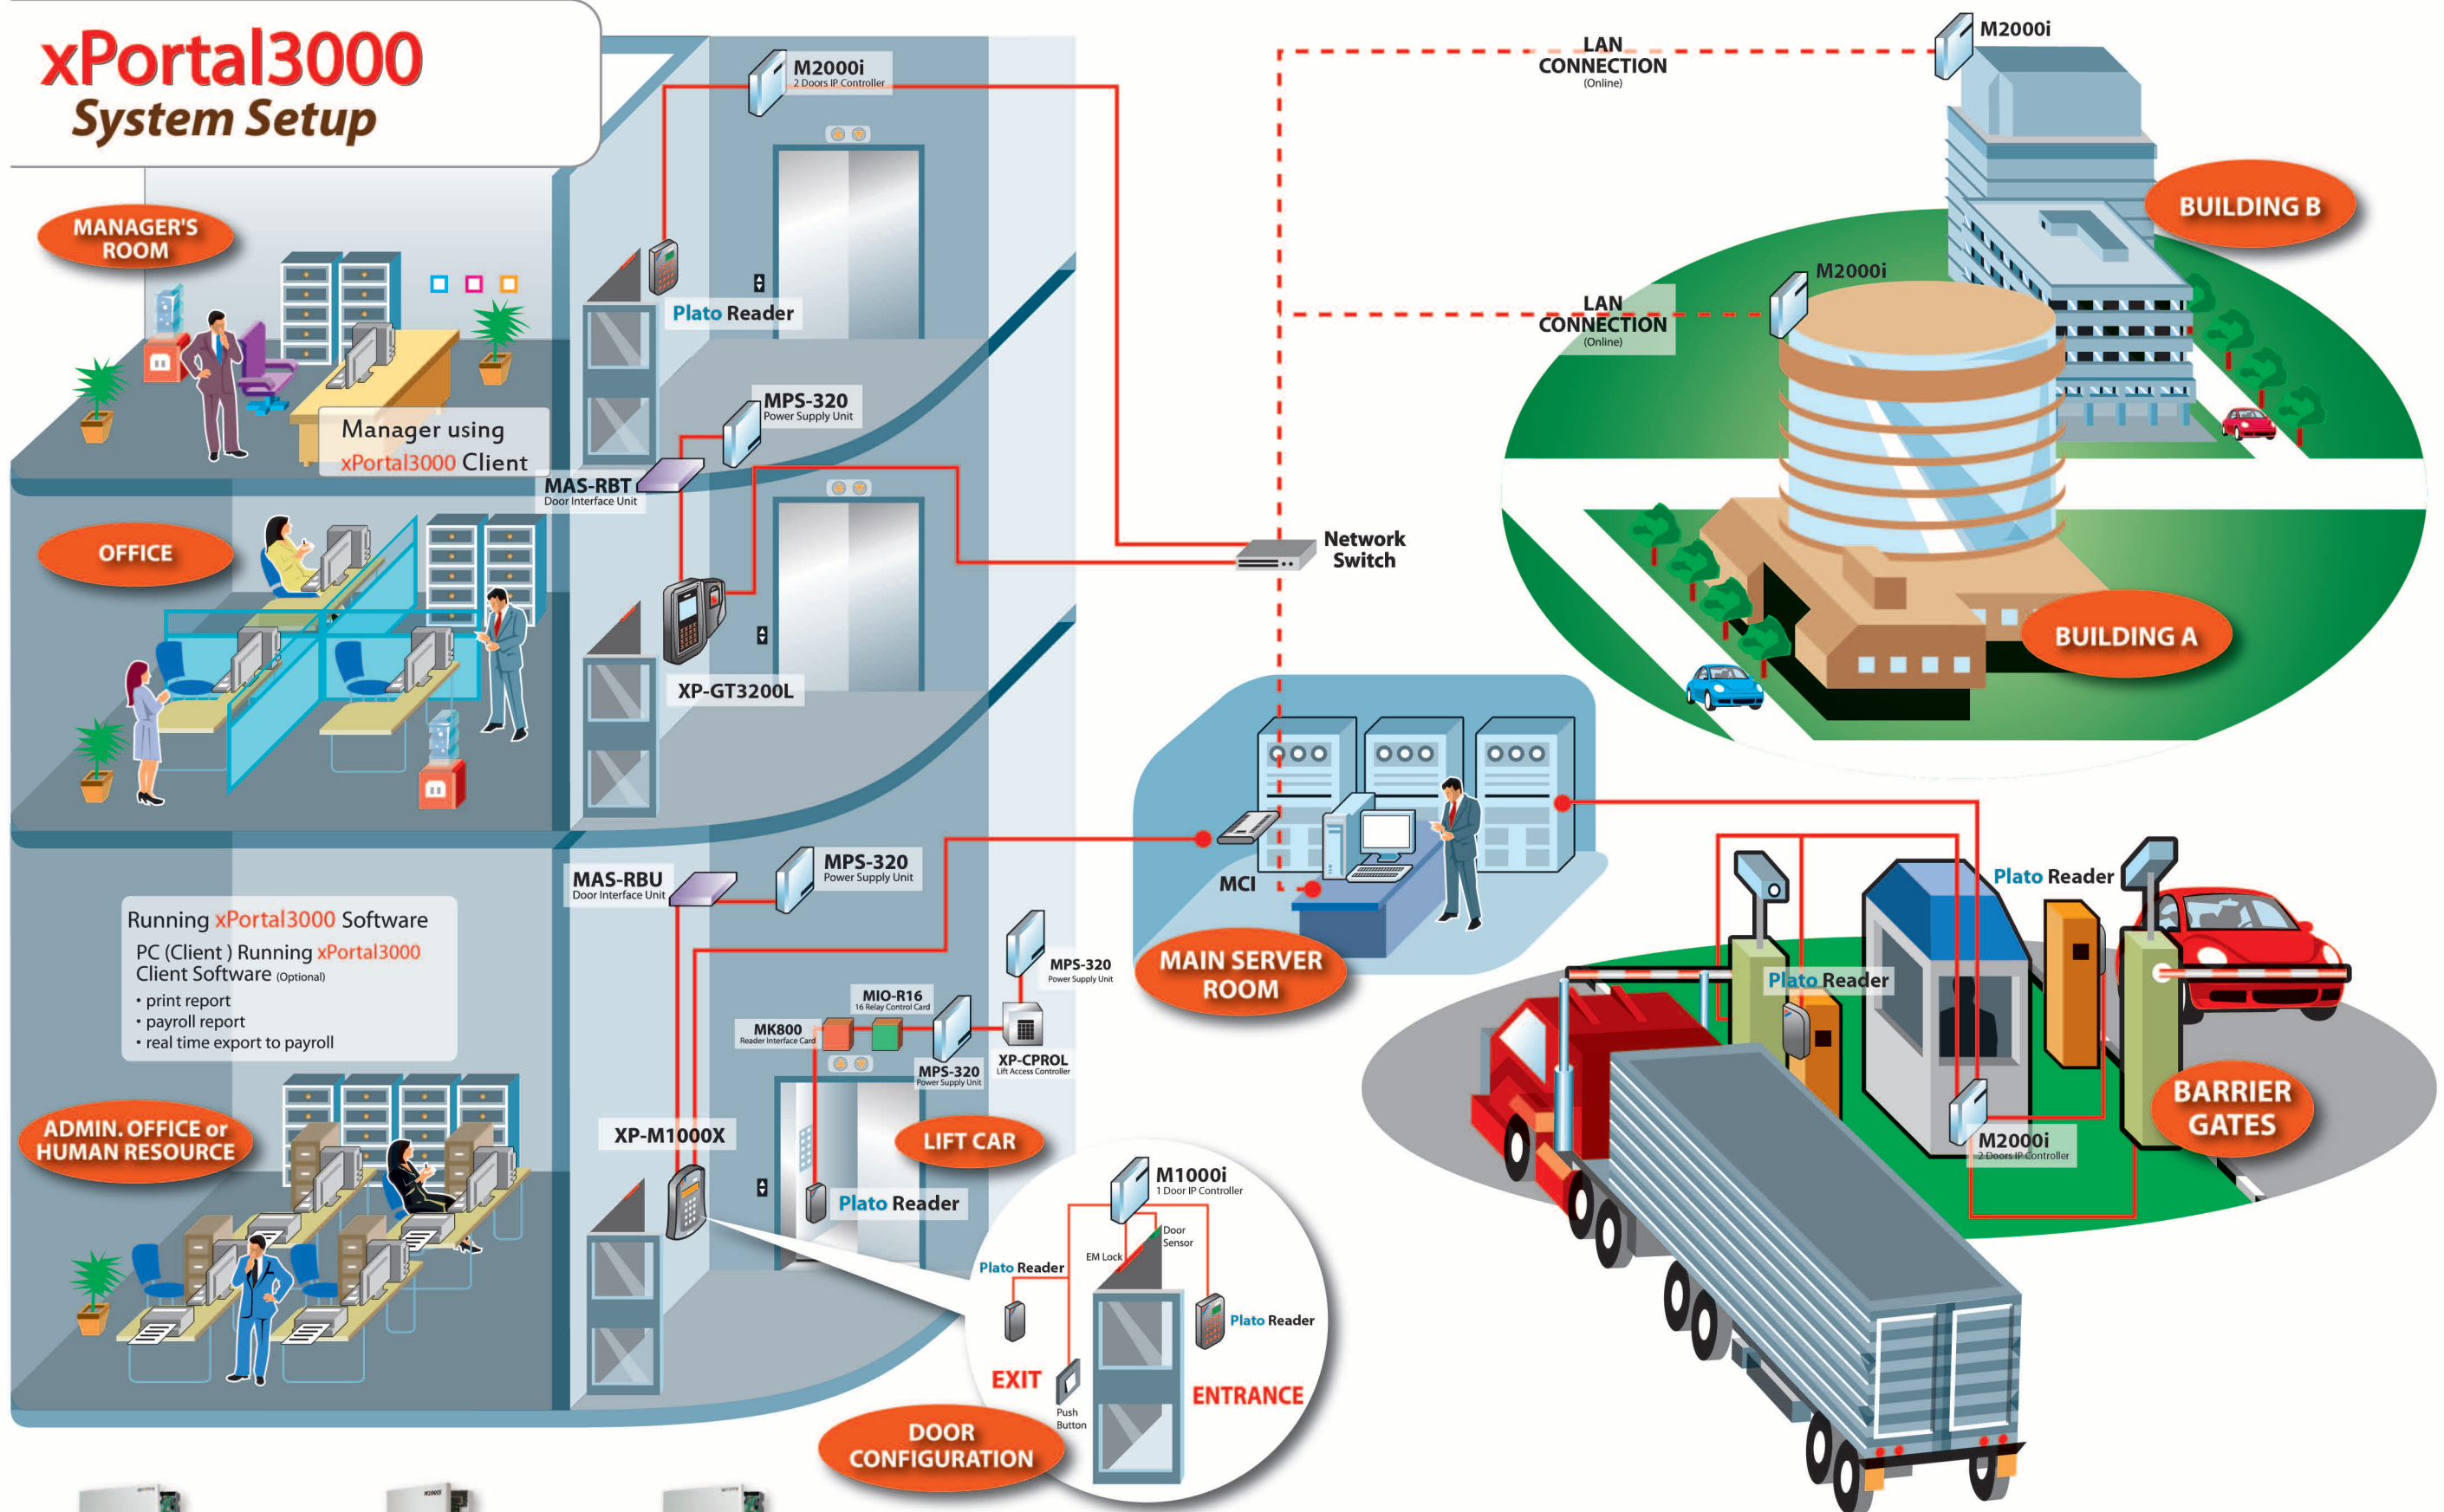 xPortal3000
System Setup
MANAGER'S
ROOM
Manager using
xPortal3000 Client
M2000i
2 Doors IP Controller
Plato Reader
MPS-320
Power Supply Unit
MAS-RBT
Door Interface Unit
OFFICE
XP-GT3200L
LAN
CONNECTION
(Online)
M2000i
BUILDING B
LAN
CONNECTION
(Online)
M2000i
Network
Switch
BUILDING A
MAS-RBU
Door Interface Unit
MPS-320
Power Supply Unit
Running xPortal3000 Software
PC (Client ) Running xPortal3000
Client Software (Optional)
• print report
• payroll report
• real time export to payroll
ADMIN. OFFICE or
HUMAN RESOURCE
MPS-320
Power Supply Unit
MIO-R16
16 Relay Control Card
MK800
Reader Interface Card
MPS-320
Power Supply Unit
XP-CPROL
Lift Access Controller
XP-M1000X
LIFT CAR
Plato Reader
MCI
MAIN SERVER
ROOM
Plato Reader
Plato Reader
BARRIER
GATES
M2000i
2 Doors IP Controller
M1000i
1 Door IP Controller
Door
Sensor
EM Lock
Plato Reader
Plato Reader
EXIT
ENTRANCE
Push
Button
DOOR
CONFIGURATION
M2000i